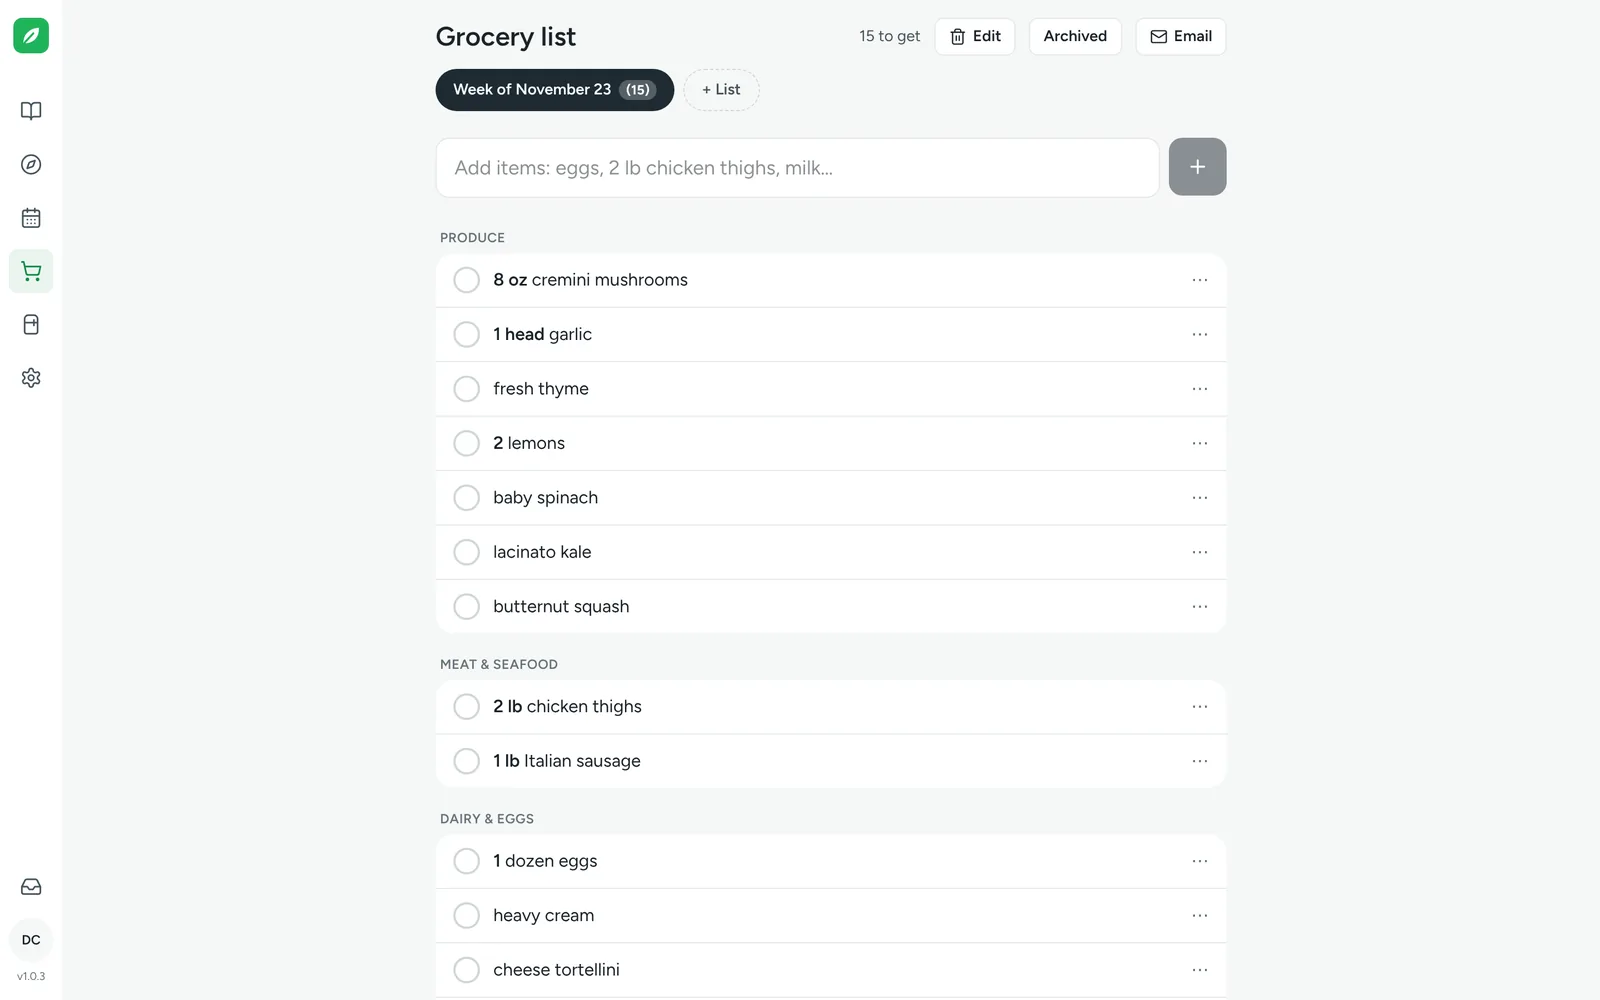 Grocery list
15 to get
Edit
Archived
Email
Week of November 23 (15)
+ List
Add items: eggs, 2 lb chicken thighs, milk...
PRODUCE
8 oz cremini mushrooms
1 head garlic
fresh thyme
2 lemons
baby spinach
lacinato kale
butternut squash
MEAT & SEAFOOD
2 lb chicken thighs
1 lb Italian sausage
DAIRY & EGGS
1 dozen eggs
heavy cream
cheese tortellini
DC
v1.0.3